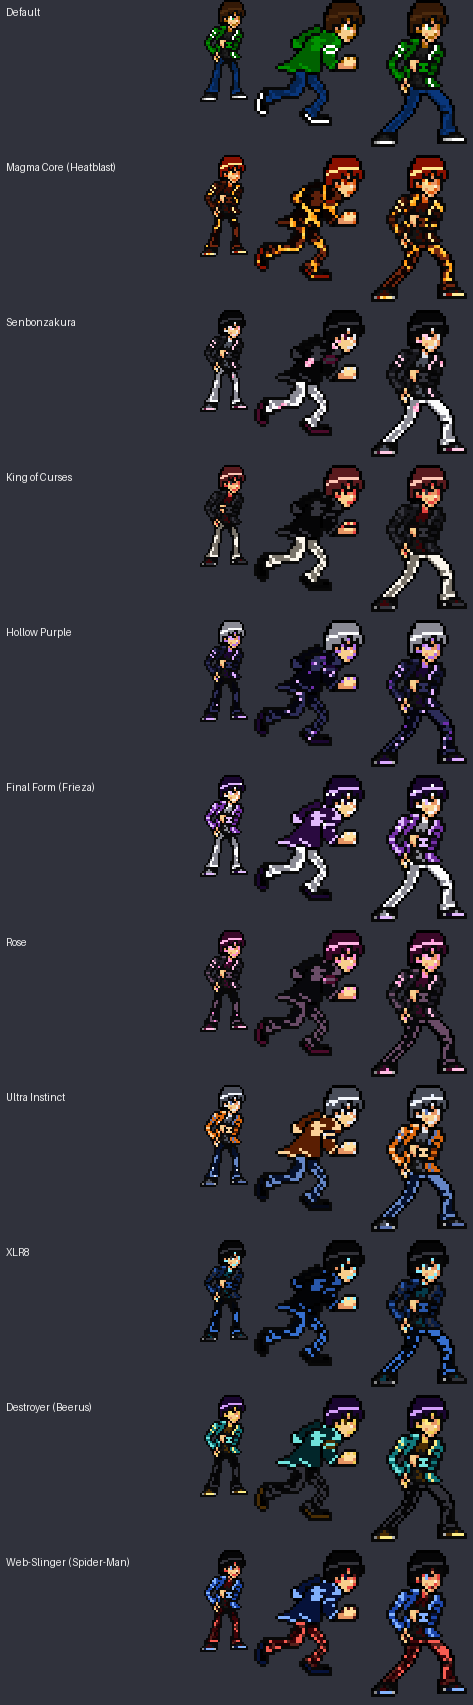 Default
Magma Core (Heatblast)
Senbonzakura
King of Curses
Hollow Purple
Final Form (Frieza)
Rose
Ultra Instinct
XLR8
Destroyer (Beerus)
Web-Slinger (Spider-Man)